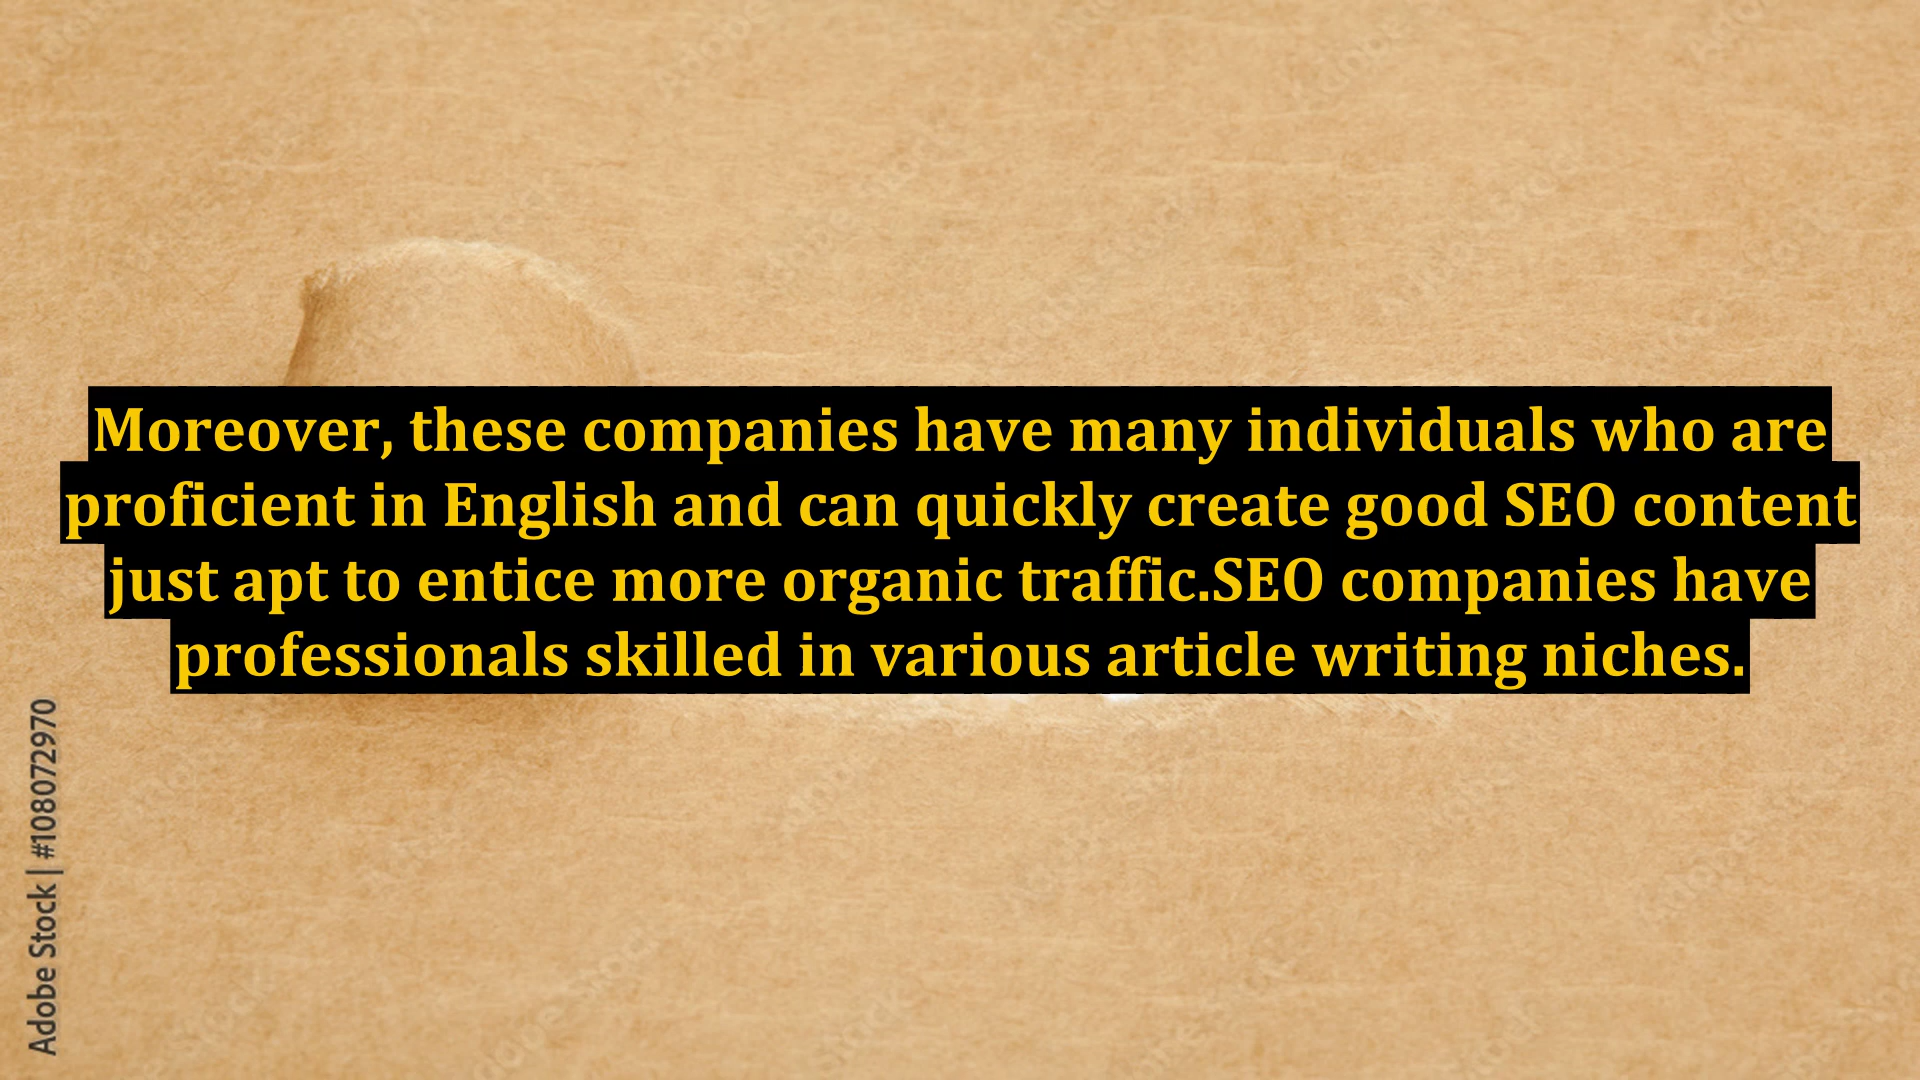 Moreover, these companies have many individuals who are
proficient in English and can quickly create good SEO content
just apt to entice more organic traffic.SEO companies have
professionals skilled in various article writing niches.
Adobe Stock | #108072970